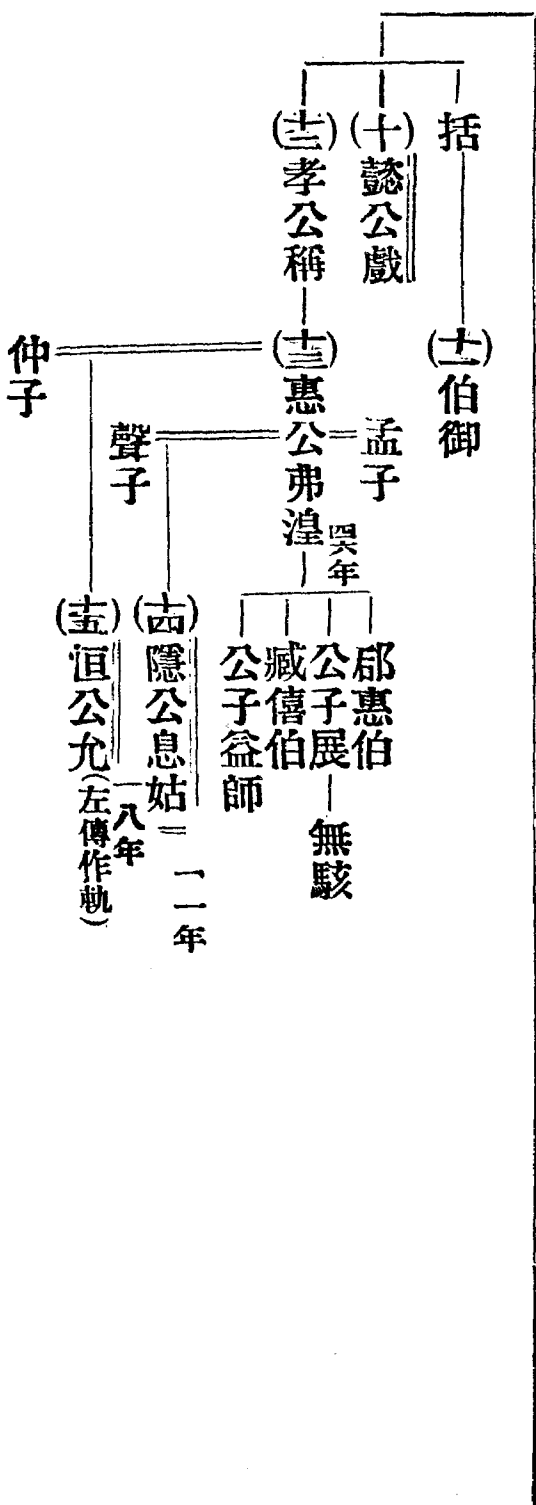 括
(十一)伯御
(十)懿公戲
(十二)孝公稱
孟子
(十三)惠公弗湟
四六年
聲子
仲子
郈惠伯
公子展
無駭
臧僖伯
公子益師
(十四)隱公息姑
一一年
(十五)恒公允(左傳作軌)
一八年